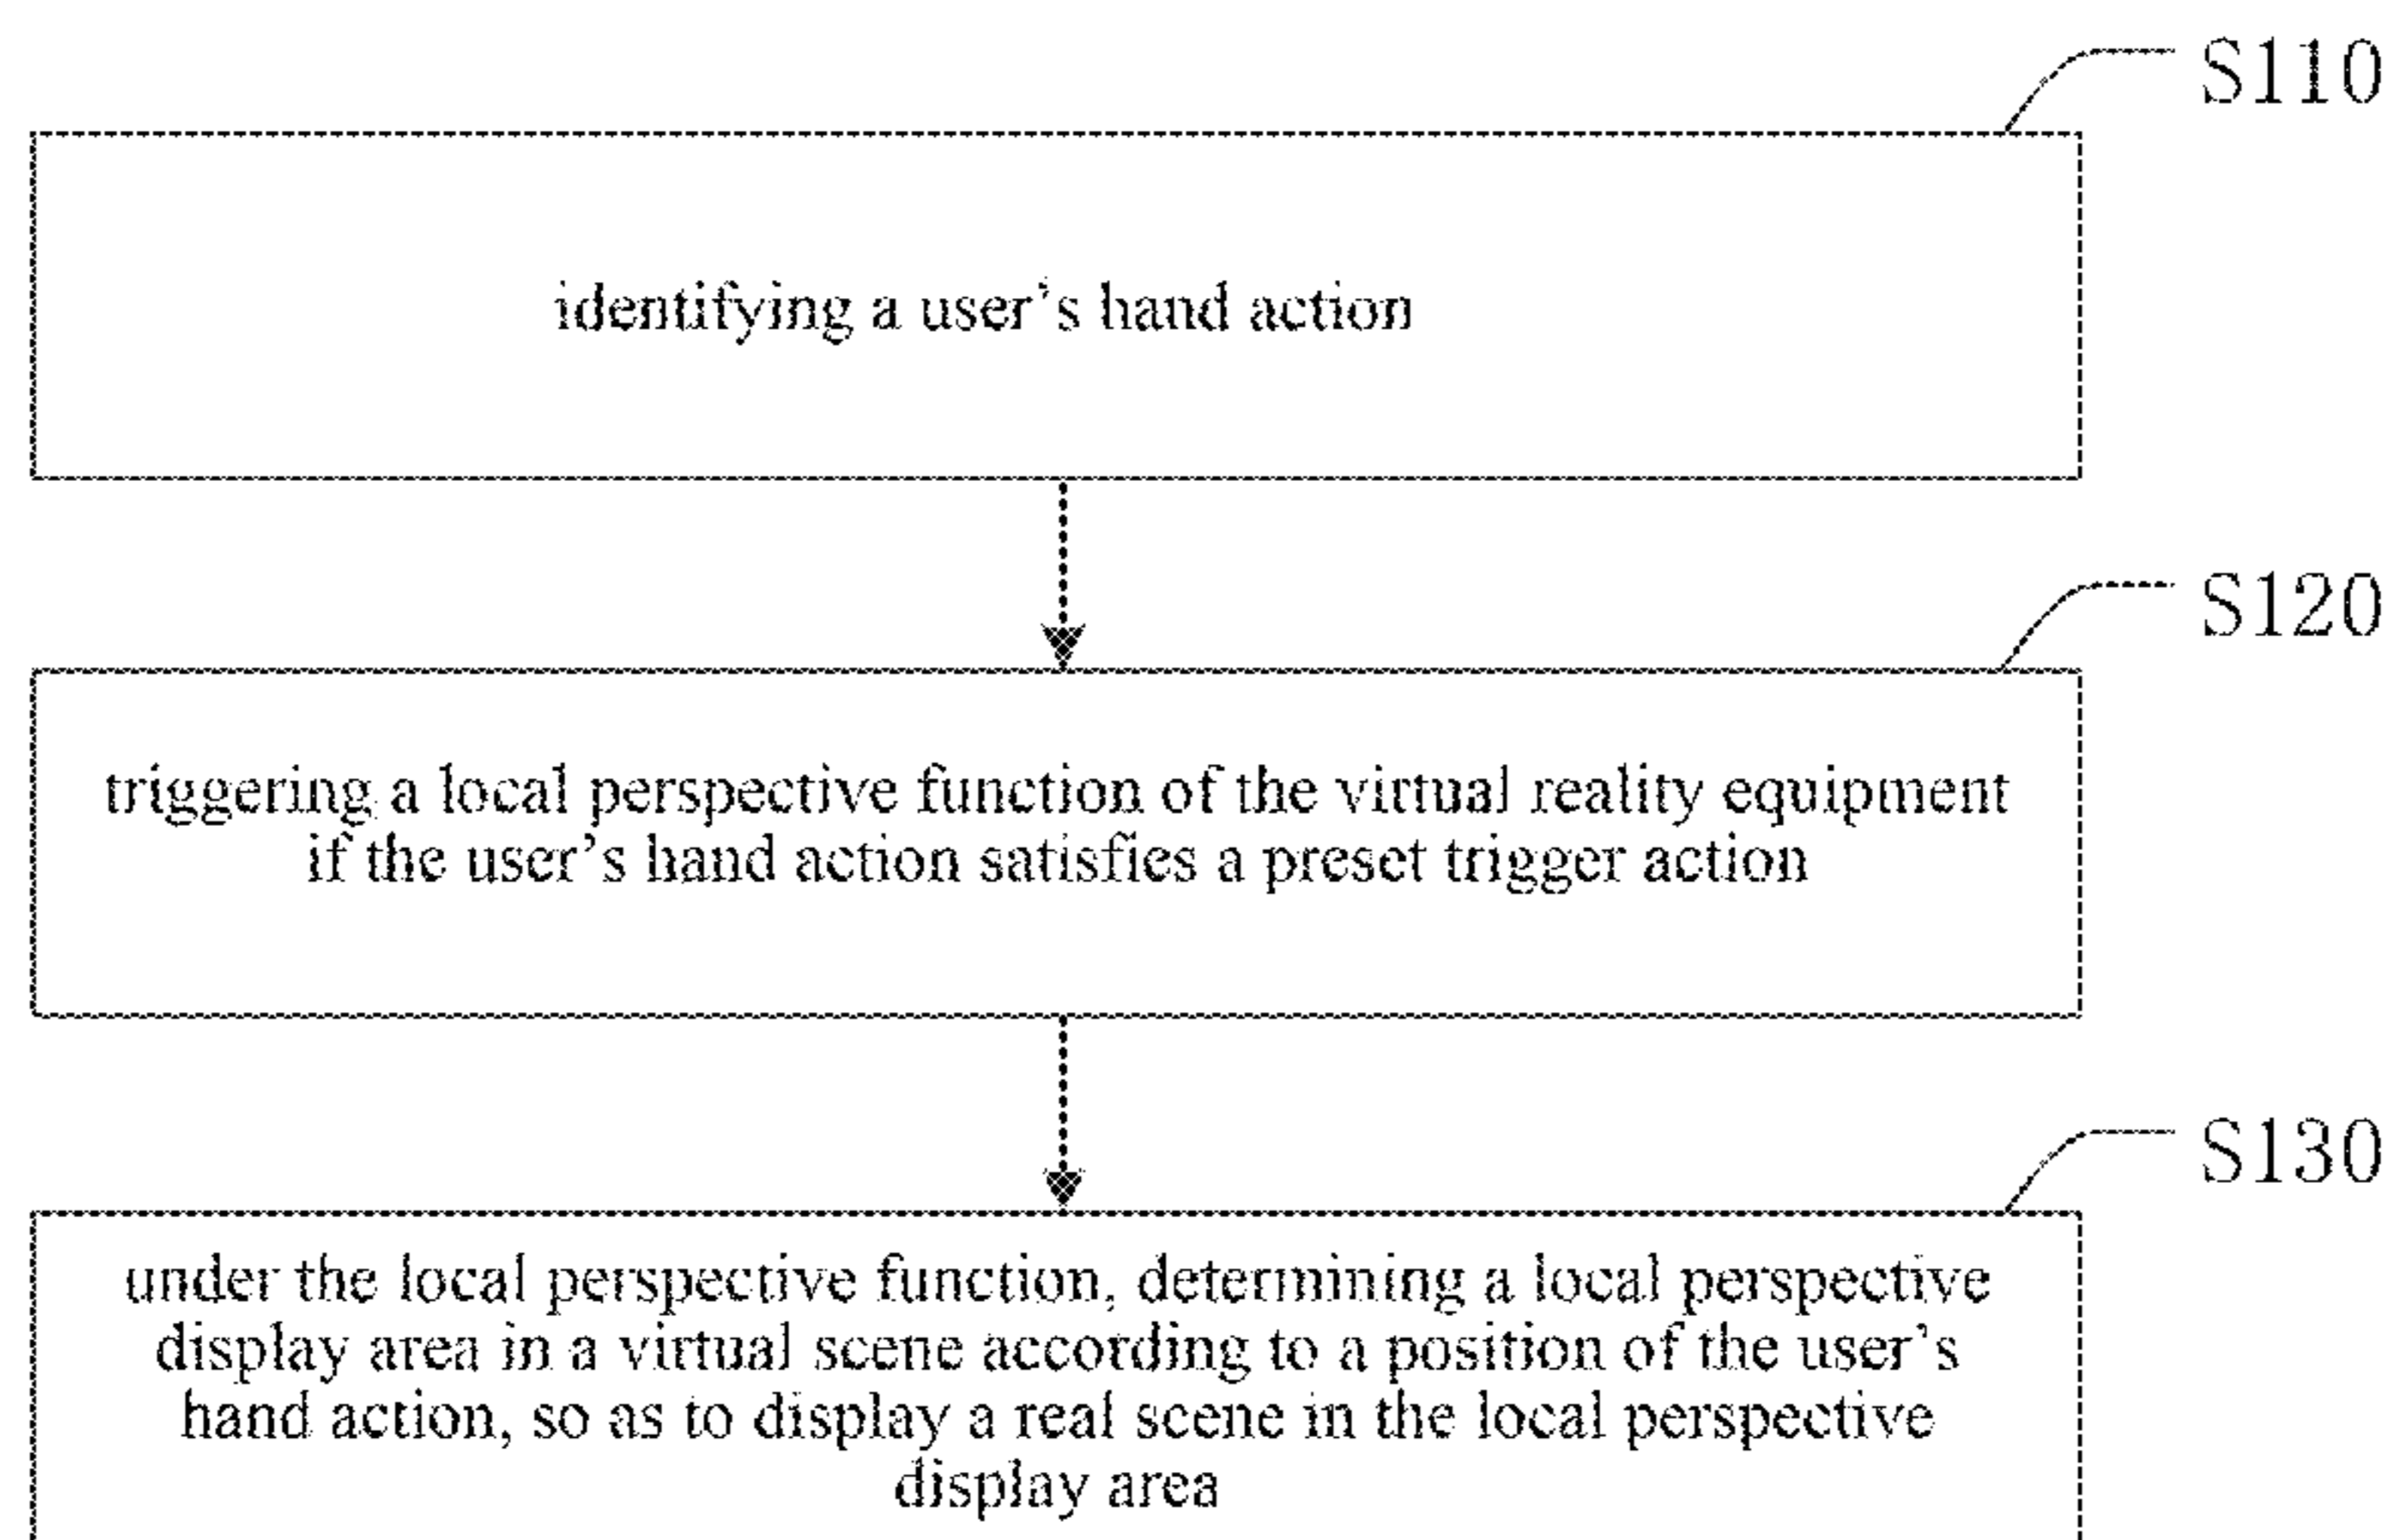 S110
identifying a user's hand action
S120
triggering a local perspective function of the virtual reality equipment
if the user's hand action satisfies a preset trigger action
S130
under the local perspective function, determining a local perspective
display area in a virtual scene according to a position of the user's
hand action, so as to display a real scene in the local perspective
display area